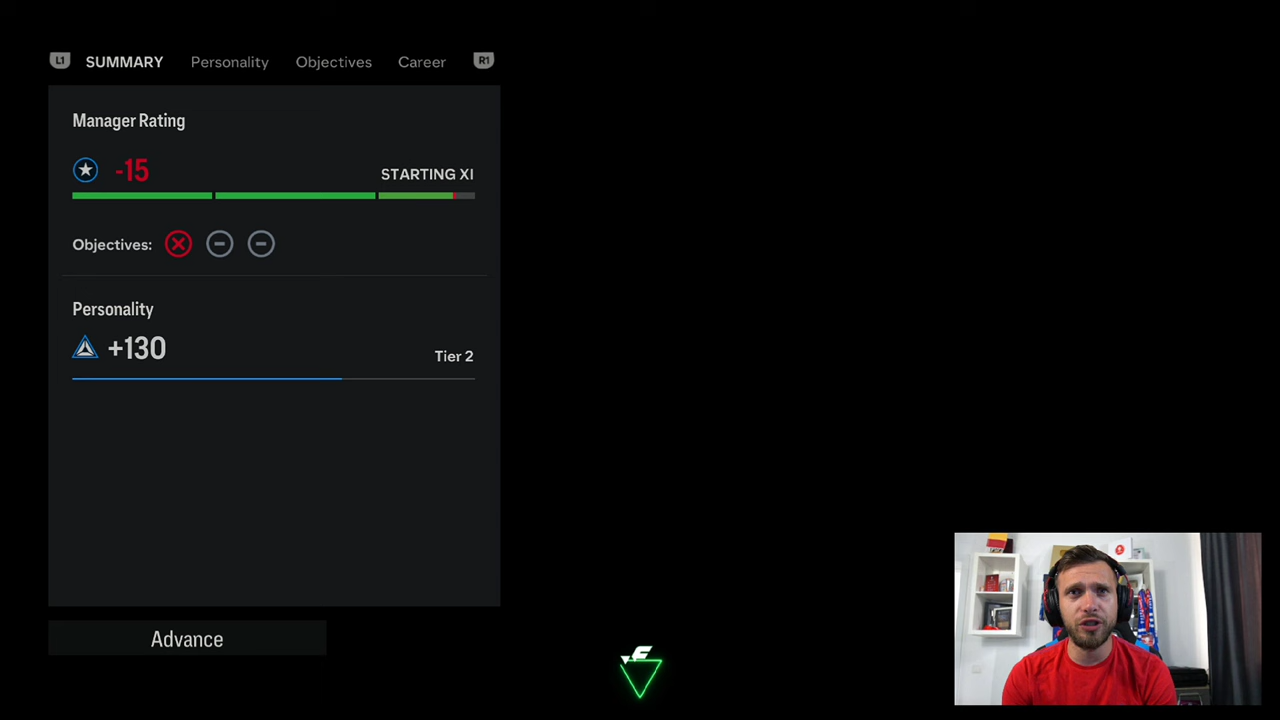 L1 SUMMARY Personality Objectives Career R1
Manager Rating
-15 STARTING XI
Objectives:
Personality
+130 Tier 2
Advance